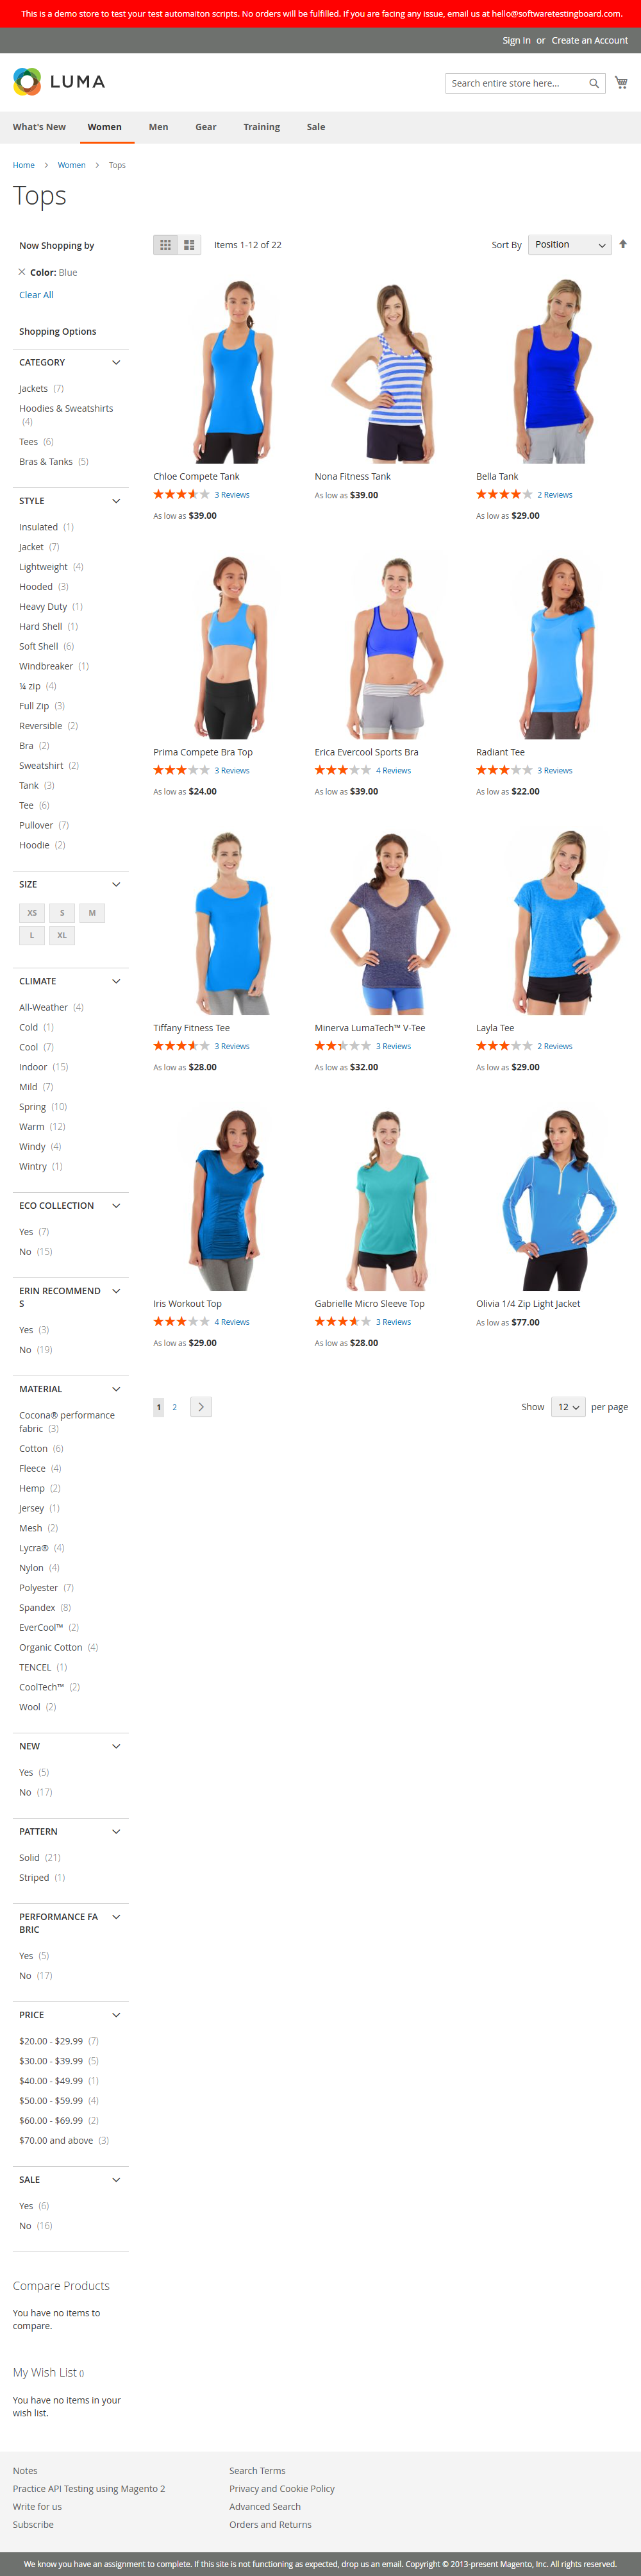 This is a demo store to test your test automaiton scripts. No orders will be fulfilled. If you are facing any issue, email us at hello@softwaretestingboard.com.
Sign In or Create an Account
LUMA
Search entire store here...
What's New Women Men Gear Training Sale
Home > Women > Tops
Tops
Now Shopping by
Color: Blue
Clear All
Shopping Options
CATEGORY
Jackets (7)
Hoodies & Sweatshirts
(4)
Tees (6)
Bras & Tanks (5)
STYLE
Insulated (1)
Jacket (7)
Lightweight (4)
Hooded (3)
Heavy Duty (1)
Hard Shell (1)
Soft Shell (6)
Windbreaker (1)
¼ zip (4)
Full Zip (3)
Reversible (2)
Bra (2)
Sweatshirt (2)
Tank (3)
Tee (6)
Pullover (7)
Hoodie (2)
SIZE
XS S M
L XL
CLIMATE
All-Weather (4)
Cold (1)
Cool (7)
Indoor (15)
Mild (7)
Spring (10)
Warm (12)
Windy (4)
Wintry (1)
ECO COLLECTION
Yes (7)
No (15)
ERIN RECOMMEND
S
Yes (3)
No (19)
MATERIAL
Cocona® performance
fabric (3)
Cotton (6)
Fleece (4)
Hemp (2)
Jersey (1)
Mesh (2)
Lycra® (4)
Nylon (4)
Polyester (7)
Spandex (8)
EverCool™ (2)
Organic Cotton (4)
TENCEL (1)
CoolTech™ (2)
Wool (2)
NEW
Yes (5)
No (17)
PATTERN
Solid (21)
Striped (1)
PERFORMANCE FA
BRIC
Yes (5)
No (17)
PRICE
$20.00 - $29.99 (7)
$30.00 - $39.99 (5)
$40.00 - $49.99 (1)
$50.00 - $59.99 (4)
$60.00 - $69.99 (2)
$70.00 and above (3)
SALE
Yes (6)
No (16)
Compare Products
You have no items to
compare.
My Wish List ()
You have no items in your
wish list.
Items 1-12 of 22
Sort By Position
Chloe Compete Tank
3 Reviews
As low as $39.00
Nona Fitness Tank
As low as $39.00
Bella Tank
2 Reviews
As low as $29.00
Prima Compete Bra Top
3 Reviews
As low as $24.00
Erica Evercool Sports Bra
4 Reviews
As low as $39.00
Radiant Tee
3 Reviews
As low as $22.00
Tiffany Fitness Tee
3 Reviews
As low as $28.00
Minerva LumaTech™ V-Tee
3 Reviews
As low as $32.00
Layla Tee
2 Reviews
As low as $29.00
Iris Workout Top
4 Reviews
As low as $29.00
Gabrielle Micro Sleeve Top
3 Reviews
As low as $28.00
Olivia 1/4 Zip Light Jacket
As low as $77.00
1 2
Show 12 per page
Notes
Practice API Testing using Magento 2
Write for us
Subscribe
Search Terms
Privacy and Cookie Policy
Advanced Search
Orders and Returns
We know you have an assignment to complete. If this site is not functioning as expected, drop us an email. Copyright © 2013-present Magento, Inc. All rights reserved.